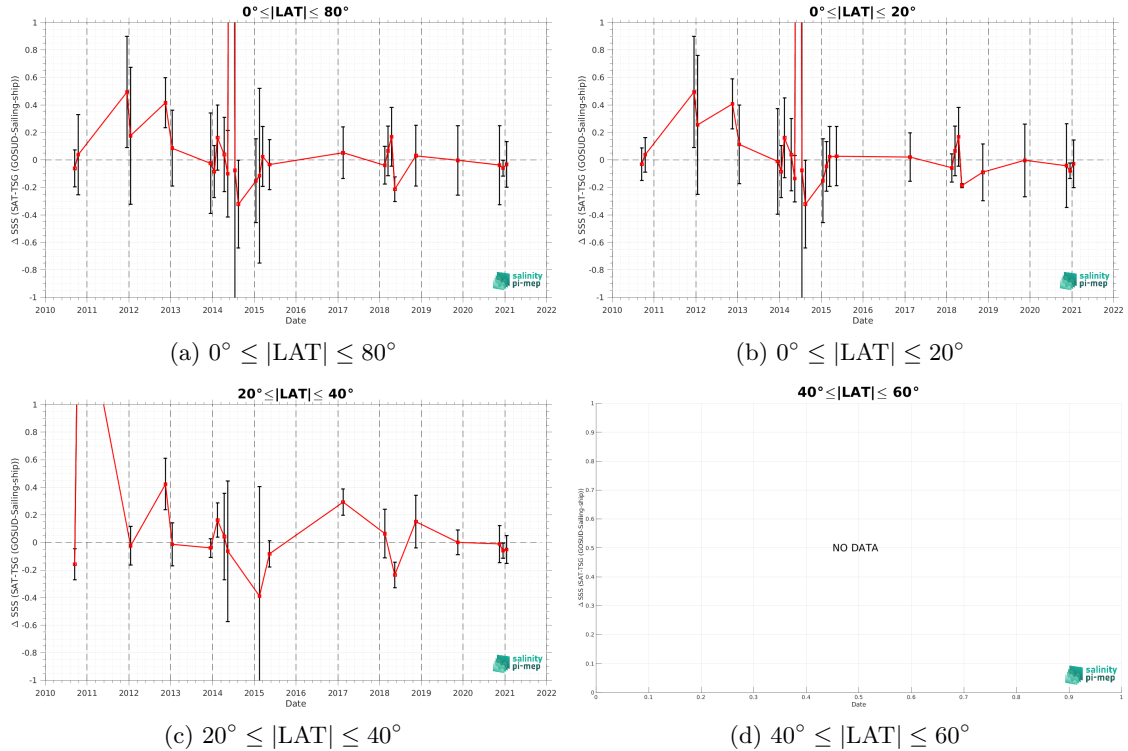 0°≤|LAT|≤ 80°
Δ SSS (SAT-TSG (GOSUD-Sailing-ship))
1
0.8
0.6
0.4
0.2
0
-0.2
-0.4
-0.6
-0.8
-1
2010 2011 2012 2013 2014 2015 2016 2017 2018 2019 2020 2021 2022
Date
salinity
pi-mep
(a) 0° ≤ |LAT| ≤ 80°
0°≤|LAT|≤ 20°
Δ SSS (SAT-TSG (GOSUD-Sailing-ship))
1
0.8
0.6
0.4
0.2
0
-0.2
-0.4
-0.6
-0.8
-1
2010 2011 2012 2013 2014 2015 2016 2017 2018 2019 2020 2021 2022
Date
salinity
pi-mep
(b) 0° ≤ |LAT| ≤ 20°
20°≤|LAT|≤ 40°
Δ SSS (SAT-TSG (GOSUD-Sailing-ship))
1
0.8
0.6
0.4
0.2
0
-0.2
-0.4
-0.6
-0.8
-1
2010 2011 2012 2013 2014 2015 2016 2017 2018 2019 2020 2021 2022
Date
salinity
pi-mep
(c) 20° ≤ |LAT| ≤ 40°
40°≤|LAT|≤ 60°
Δ SSS (SAT-TSG (GOSUD-Sailing-ship))
1
0.9
0.8
0.7
0.6
0.5
0.4
0.3
0.2
0.1
0
NO DATA
0 0.1 0.2 0.3 0.4 0.5 0.6 0.7 0.8 0.9 1
Date
salinity
pi-mep
(d) 40° ≤ |LAT| ≤ 60°